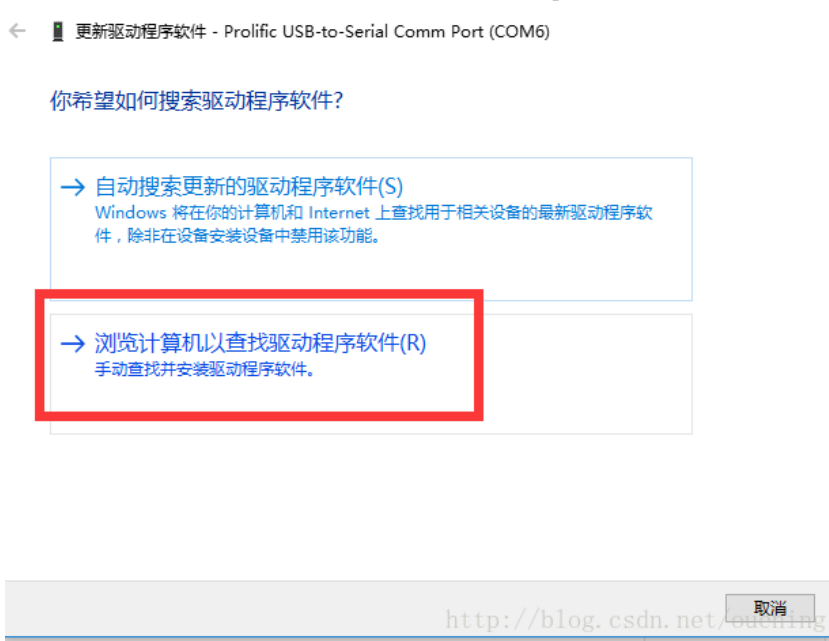 更新驱动程序软件 - Prolific USB-to-Serial Comm Port (COM6)
你希望如何搜索驱动程序软件?
自动搜索更新的驱动程序软件(S)
Windows 将在你的计算机和 Internet 上查找用于相关设备的最新驱动程序软
件，除非在设备安装设备中禁用该功能。
浏览计算机以查找驱动程序软件(R)
手动查找并安装驱动程序软件。
取消
http://blog.csdn.net/ouening